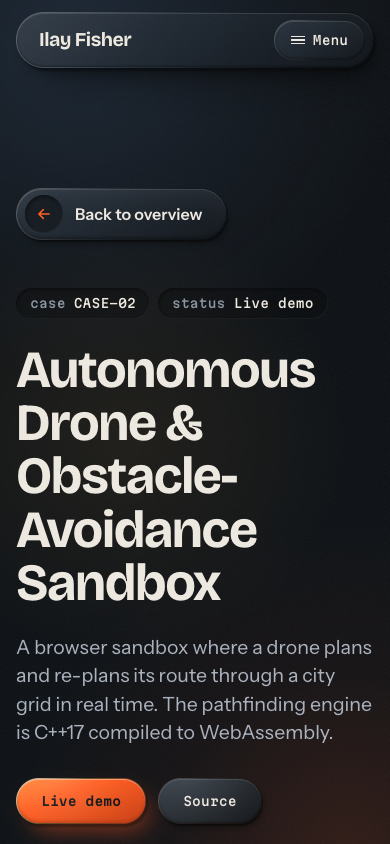 Ilay Fisher
Menu
Back to overview
case CASE-02
status Live demo
Autonomous
Drone &
Obstacle-
Avoidance
Sandbox
A browser sandbox where a drone plans
and re-plans its route through a city
grid in real time. The pathfinding engine
is C++17 compiled to WebAssembly.
Live demo
Source